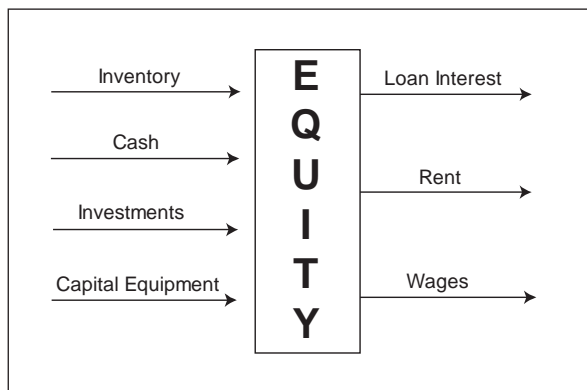 Inventory
Cash
Investments
Capital Equipment
E
Q
U
I
T
Y
Loan Interest
Rent
Wages